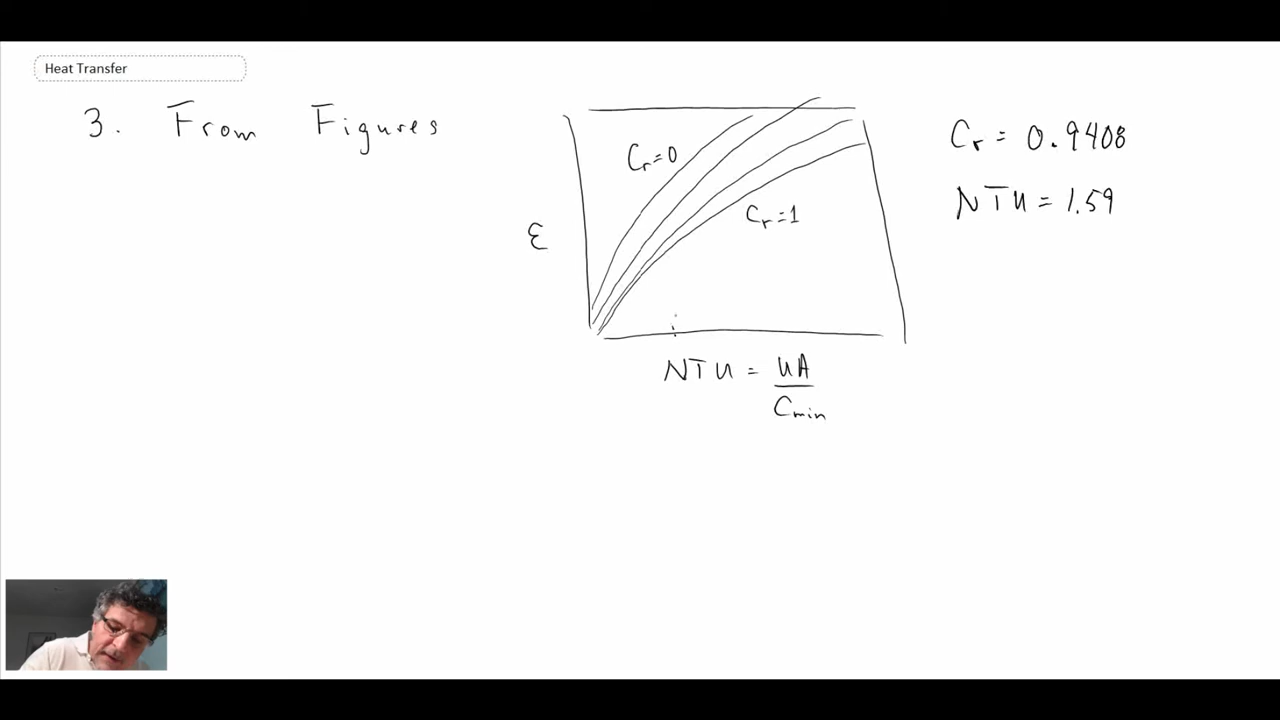 Heat Transfer
3. From Figures
Cr=0
Cr=1
ε
NTU = UA
Cmin
Cr = 0.9408
NTU = 1.59